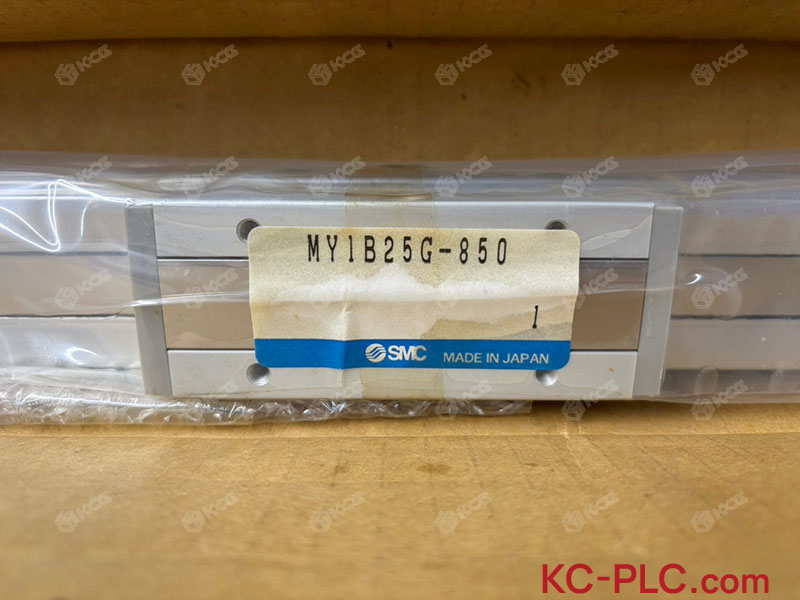 MY1B25G-850
1
SMC MADE IN JAPAN
KC-PLC.com